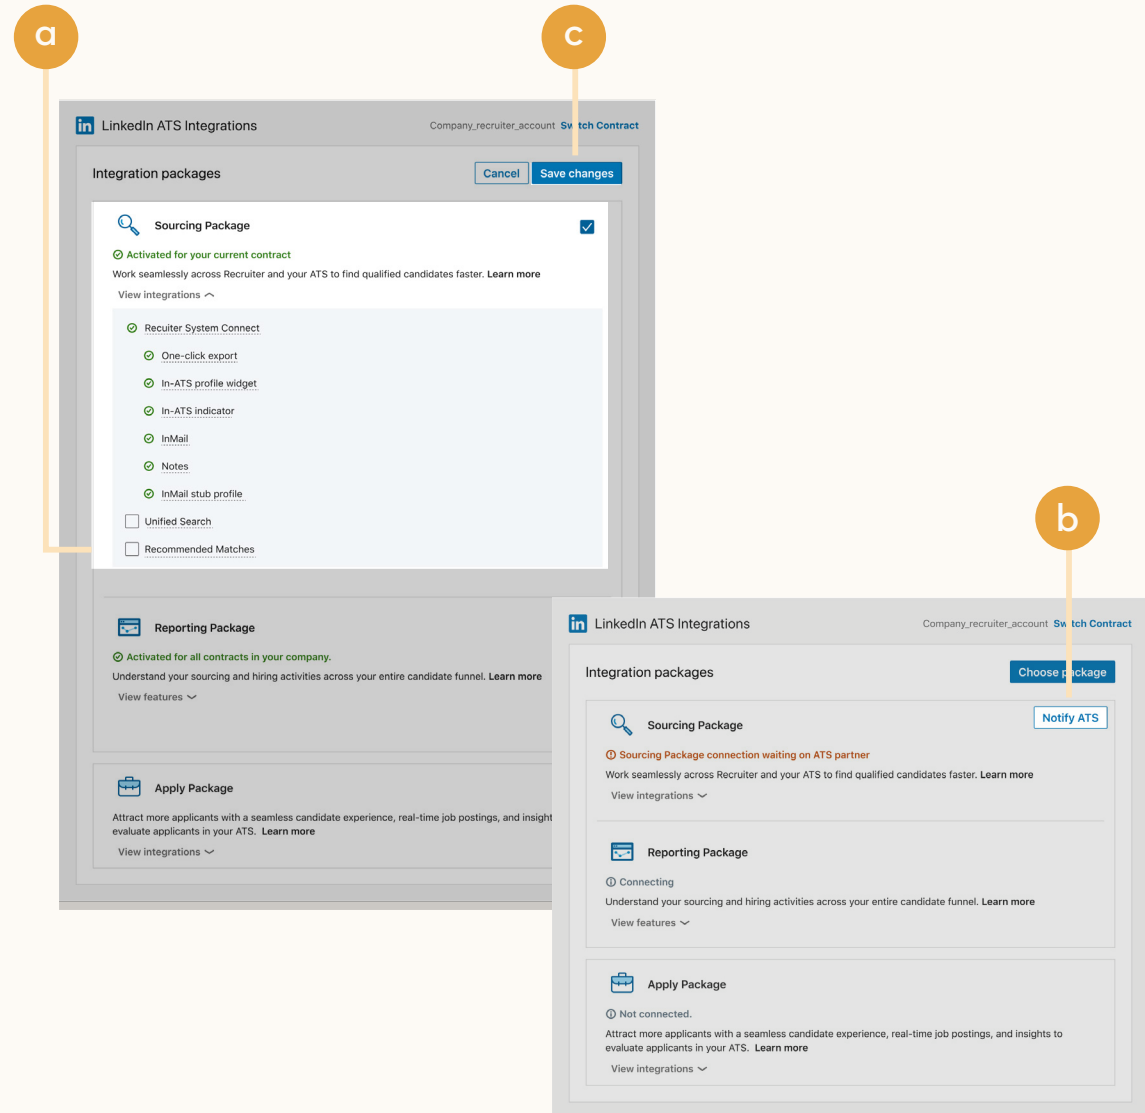 a
c
in LinkedIn ATS Integrations
Company_recruiter_account Switch Contract
Integration packages
Cancel
Save changes
Sourcing Package
Activated for your current contract
Work seamlessly across Recruiter and your ATS to find qualified candidates faster. Learn more
View integrations
Recuiter System Connect
One-click export
In-ATS profile widget
In-ATS indicator
InMail
Notes
InMail stub profile
Unified Search
Recommended Matches
Reporting Package
Activated for all contracts in your company.
Understand your sourcing and hiring activities across your entire candidate funnel. Learn more
View features
Apply Package
Attract more applicants with a seamless candidate experience, real-time job postings, and insight
evaluate applicants in your ATS. Learn more
View integrations
b
in LinkedIn ATS Integrations
Company_recruiter_account Switch Contract
Integration packages
Choose package
Sourcing Package
Notify ATS
Sourcing Package connection waiting on ATS partner
Work seamlessly across Recruiter and your ATS to find qualified candidates faster. Learn more
View integrations
Reporting Package
Connecting
Understand your sourcing and hiring activities across your entire candidate funnel. Learn more
View features
Apply Package
Not connected.
Attract more applicants with a seamless candidate experience, real-time job postings, and insights to
evaluate applicants in your ATS. Learn more
View integrations